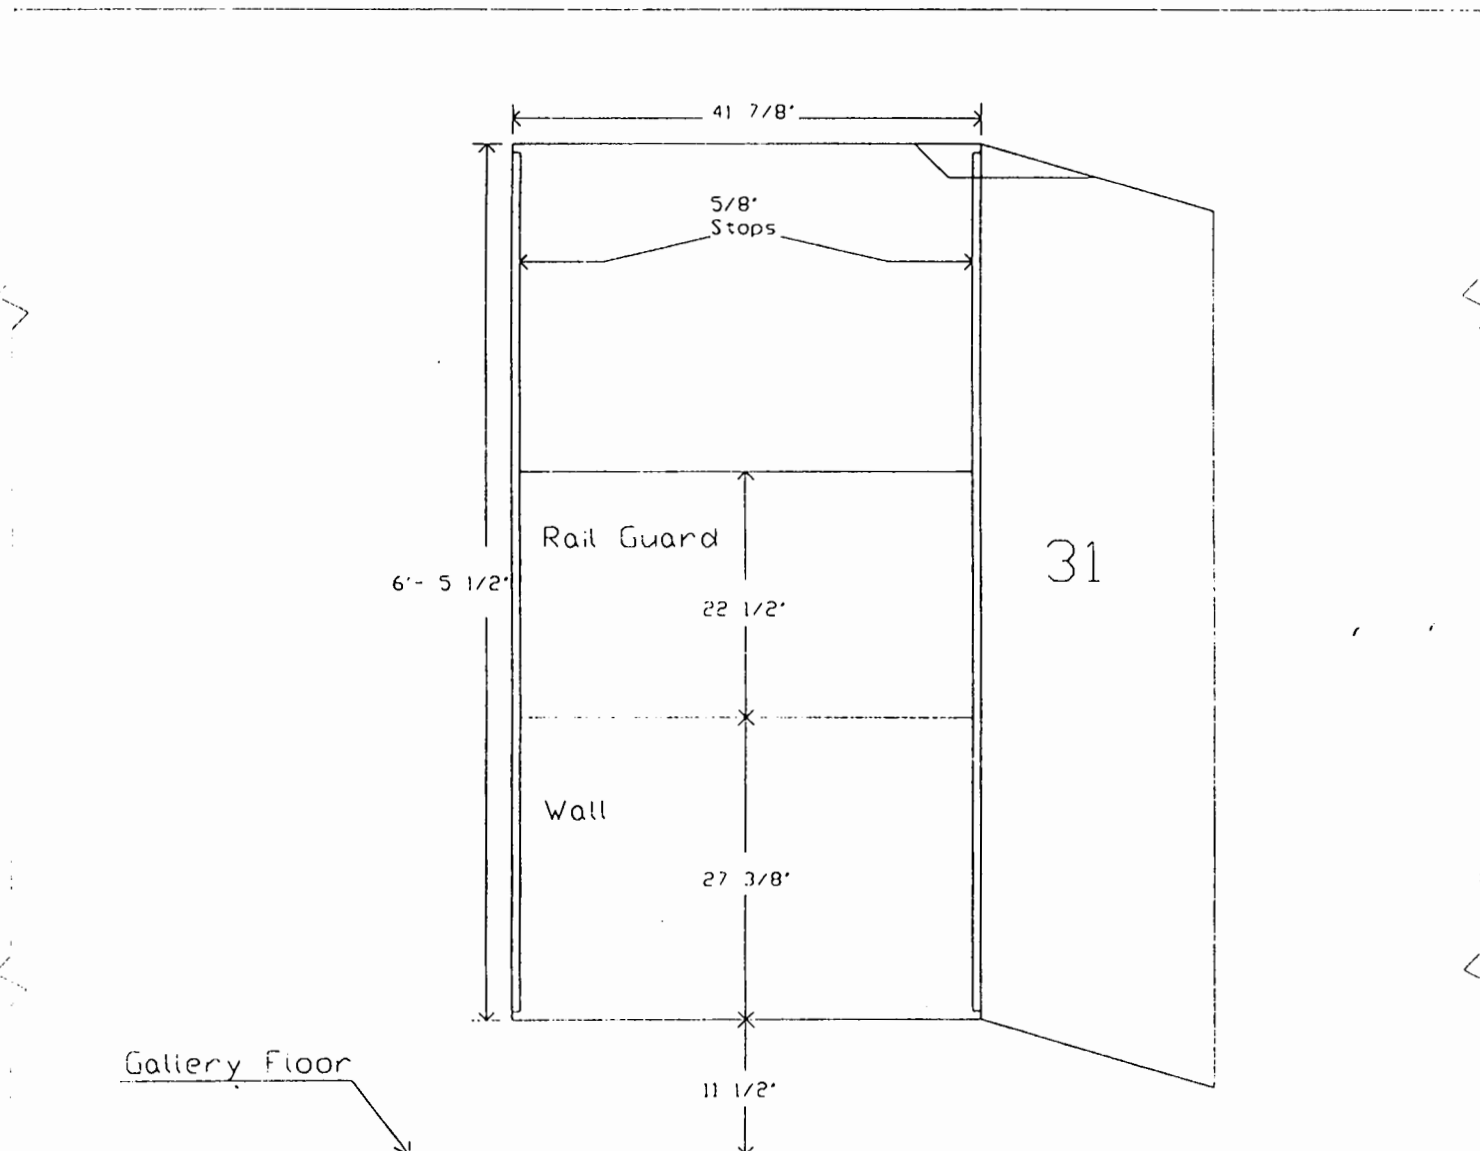 41 7/8"
5/8"
Stops
Rail Guard
31
6'- 5 1/2"
22 1/2"
Wall
27 3/8"
Gallery Floor
11 1/2"